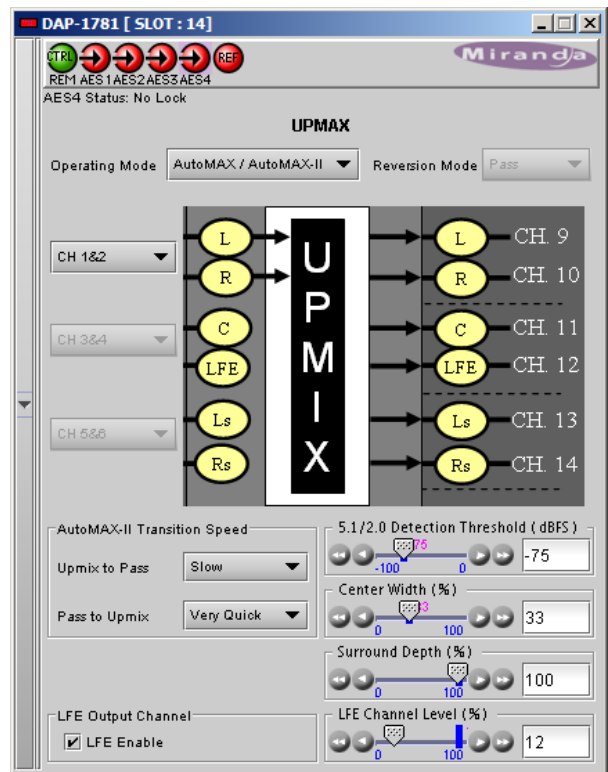 DAP-1781 [ SLOT : 14 ]
CTRL REF Miranda
REM AES1 AES2 AES3 AES4
AES4 Status: No Lock
UPMAX
Operating Mode AutoMAX / AutoMAX-II Reversion Mode Pass
CH 1&2
CH 3&4
CH 5&6
L
R
C
LFE
Ls
Rs
UPMIX
L CH. 9
R CH. 10
C CH. 11
LFE CH. 12
Ls CH. 13
Rs CH. 14
AutoMAX-II Transition Speed
Upmix to Pass Slow
Pass to Upmix Very Quick
5.1/2.0 Detection Threshold ( dBFS )
-100 0 -75
Center Width (%)
0 100 33
Surround Depth (%)
0 100 100
LFE Output Channel
LFE Enable
LFE Channel Level (%)
0 100 12